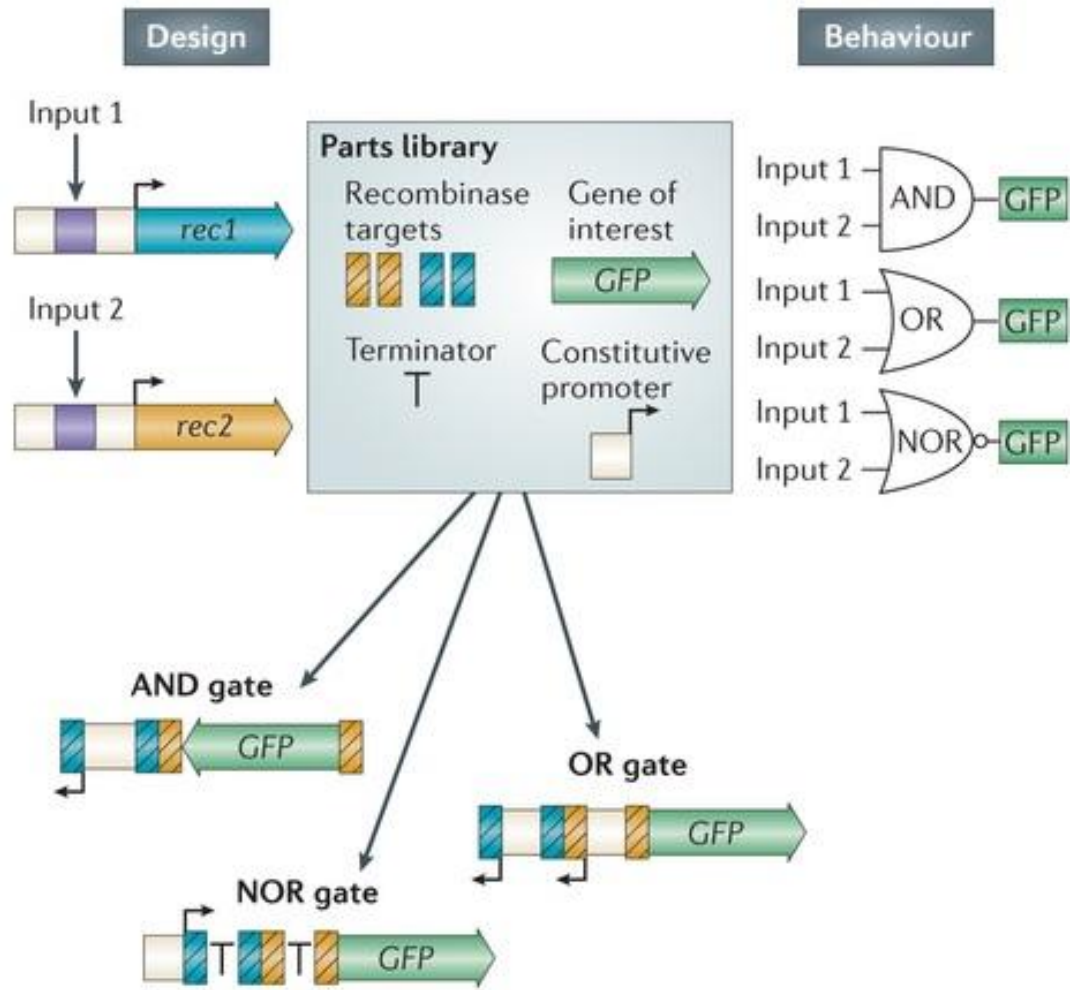 Design
Behaviour
Input 1
rec1
Input 2
rec2
Parts library
Recombinase
targets
Gene of
interest
GFP
Terminator
Constitutive
promoter
Input 1
Input 2
AND
GFP
Input 1
Input 2
OR
GFP
Input 1
Input 2
NOR
GFP
AND gate
GFP
OR gate
GFP
NOR gate
GFP